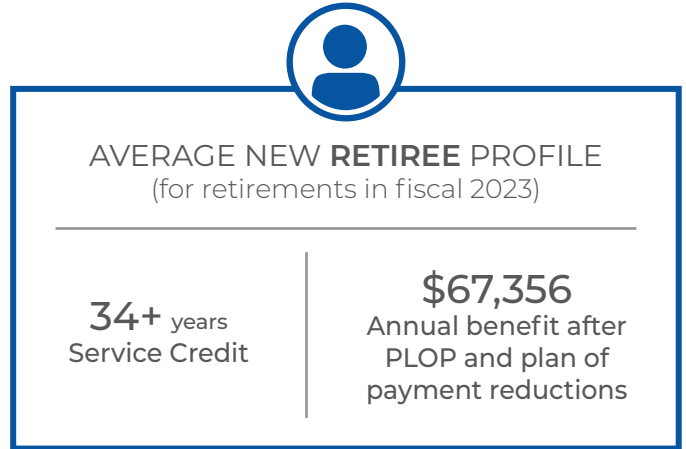 AVERAGE NEW RETIREE PROFILE
(for retirements in fiscal 2023)
34+ years
Service Credit
$67,356
Annual benefit after
PLOP and plan of
payment reductions